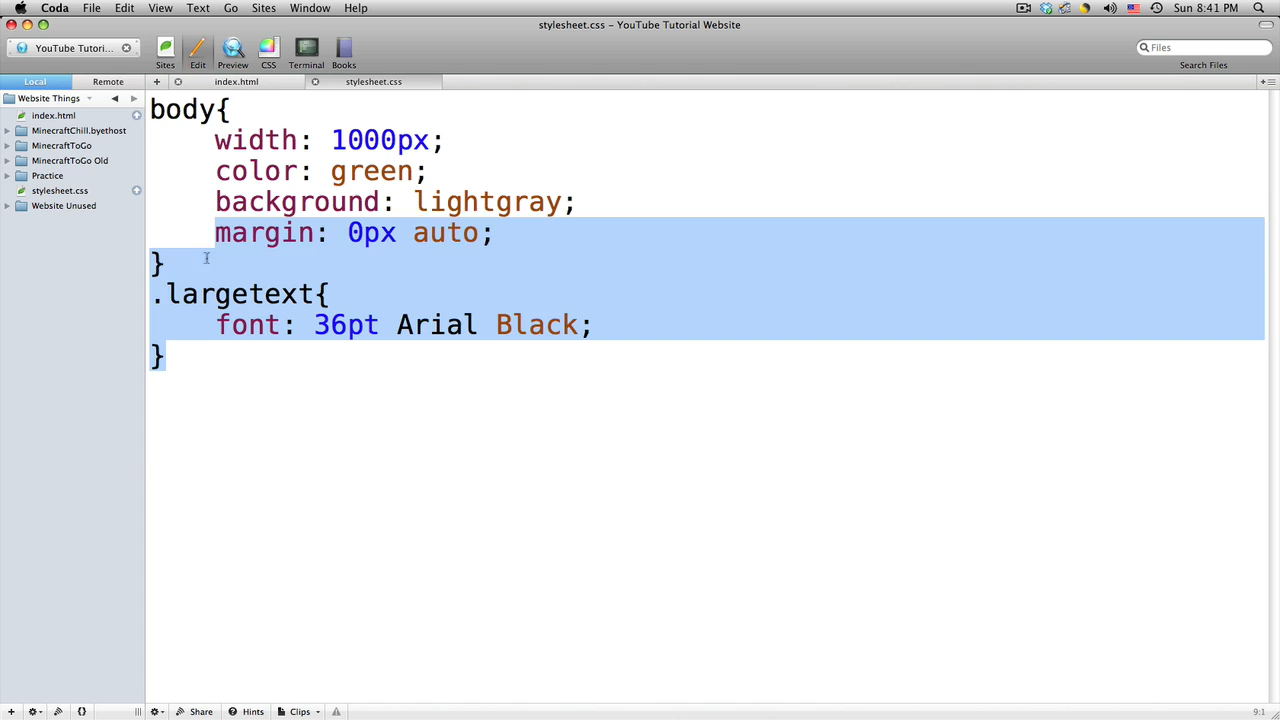 Coda File Edit View Text Go Sites Window Help Sun 8:41 PM
stylesheet.css – YouTube Tutorial Website
YouTube Tutori... Sites Edit Preview CSS Terminal Books Files
Search Files
Local Remote index.html stylesheet.css
Website Things
index.html
MinecraftChill.byethost
MinecraftToGo
MinecraftToGo Old
Practice
stylesheet.css
Website Unused
body{
width: 1000px;
color: green;
background: lightgray;
margin: 0px auto;
}
.largetext{
font: 36pt Arial Black;
}
Share Hints Clips 9:1